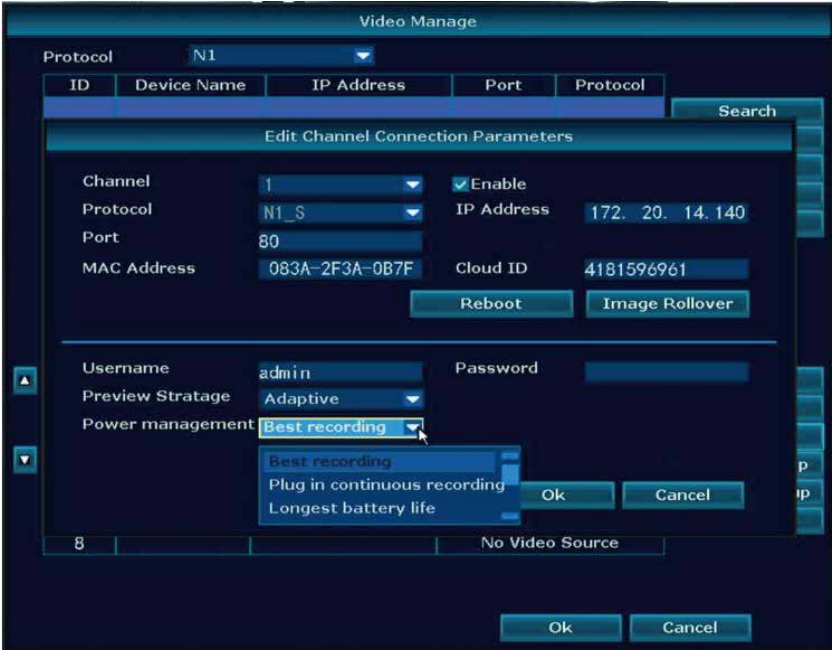 Video Manage
Protocol N1
ID Device Name IP Address Port Protocol
Search
Edit Channel Connection Parameters
Channel 1 Enable
Protocol N1_S IP Address 172. 20. 14. 140
Port 80
MAC Address 083A-2F3A-0B7F Cloud ID 4181596961
Reboot Image Rollover
Username admin Password
Preview Stratage Adaptive
Power management Best recording
Best recording
Plug in continuous recording
Longest battery life
Ok Cancel
p
up
8 No Video Source
Ok Cancel